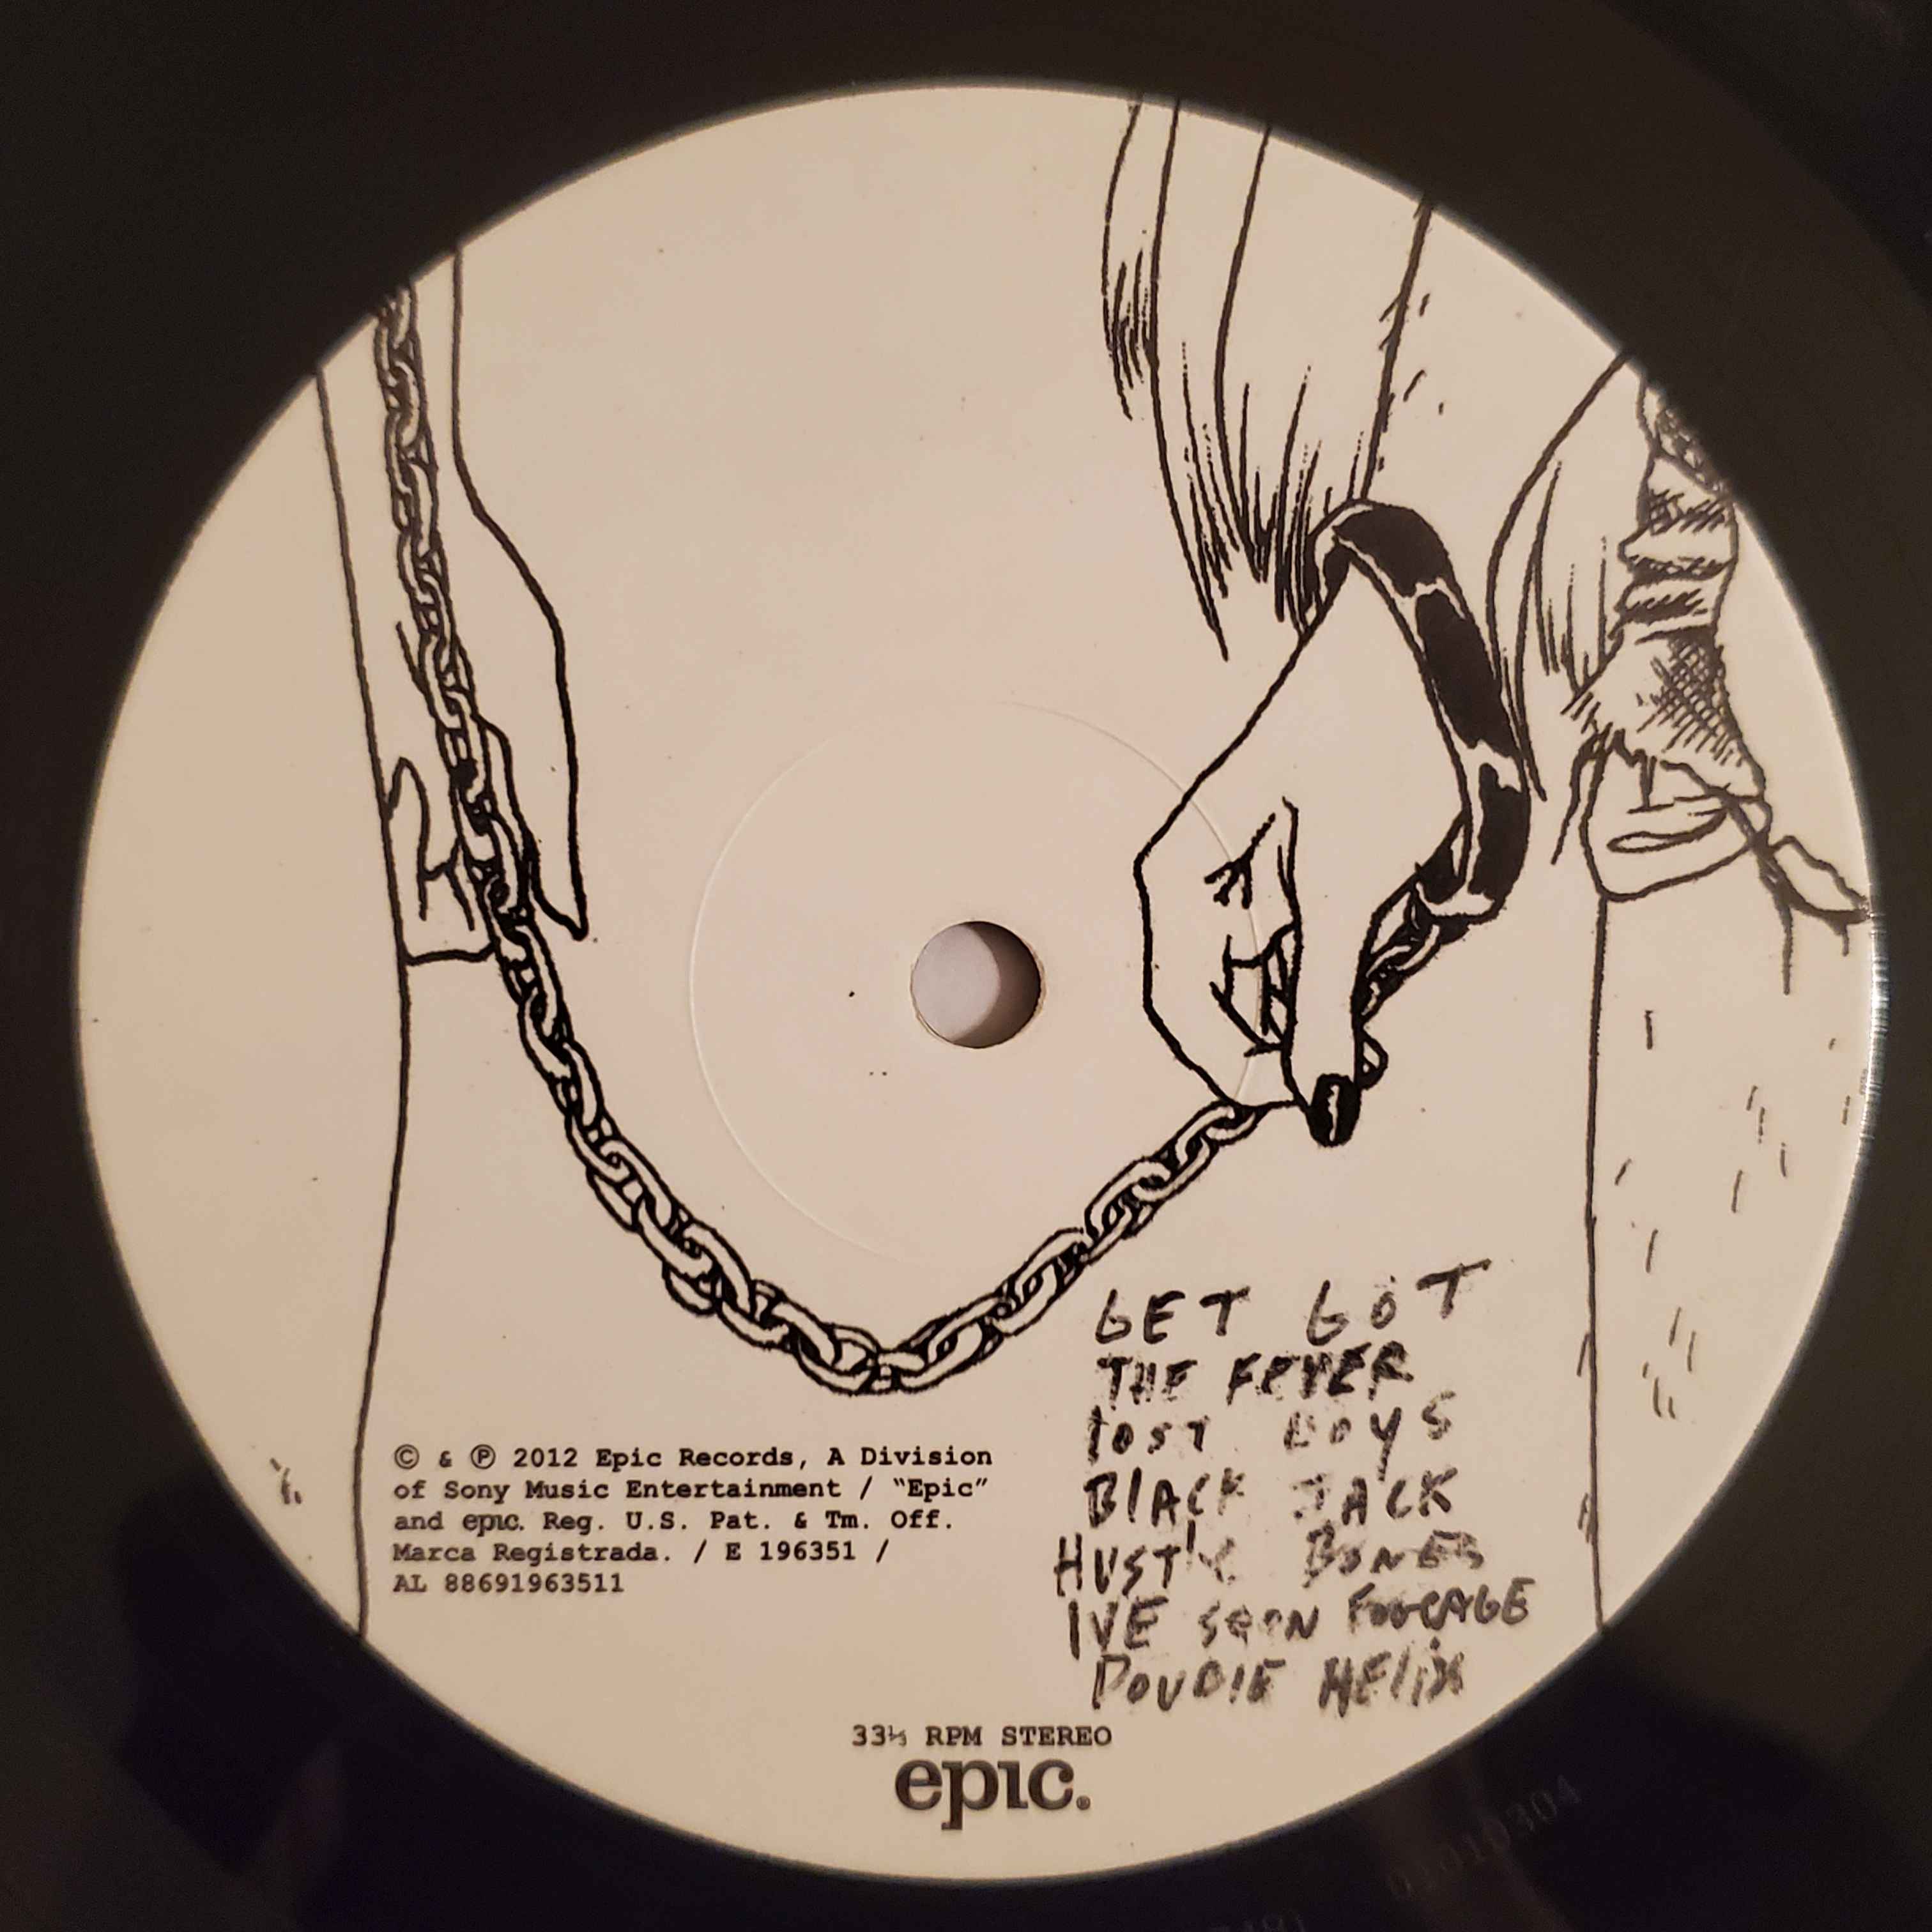 GET GOT
THE FEVER
lOST BOYS
BlACK JACK
HUSTlE BONES
IVE SEEN FOOTAGE
DOUBlE HEliX
© & ℗ 2012 Epic Records, A Division
of Sony Music Entertainment / “Epic”
and epic. Reg. U.S. Pat. & Tm. Off.
Marca Registrada. / E 196351 /
AL 88691963511
33⅓ RPM STEREO
epic.®